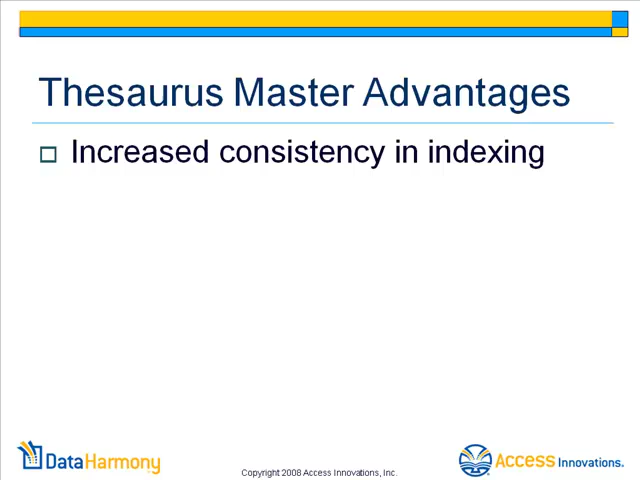 Thesaurus Master Advantages
Increased consistency in indexing
DataHarmony
Copyright 2008 Access Innovations, Inc.
Access Innovations.